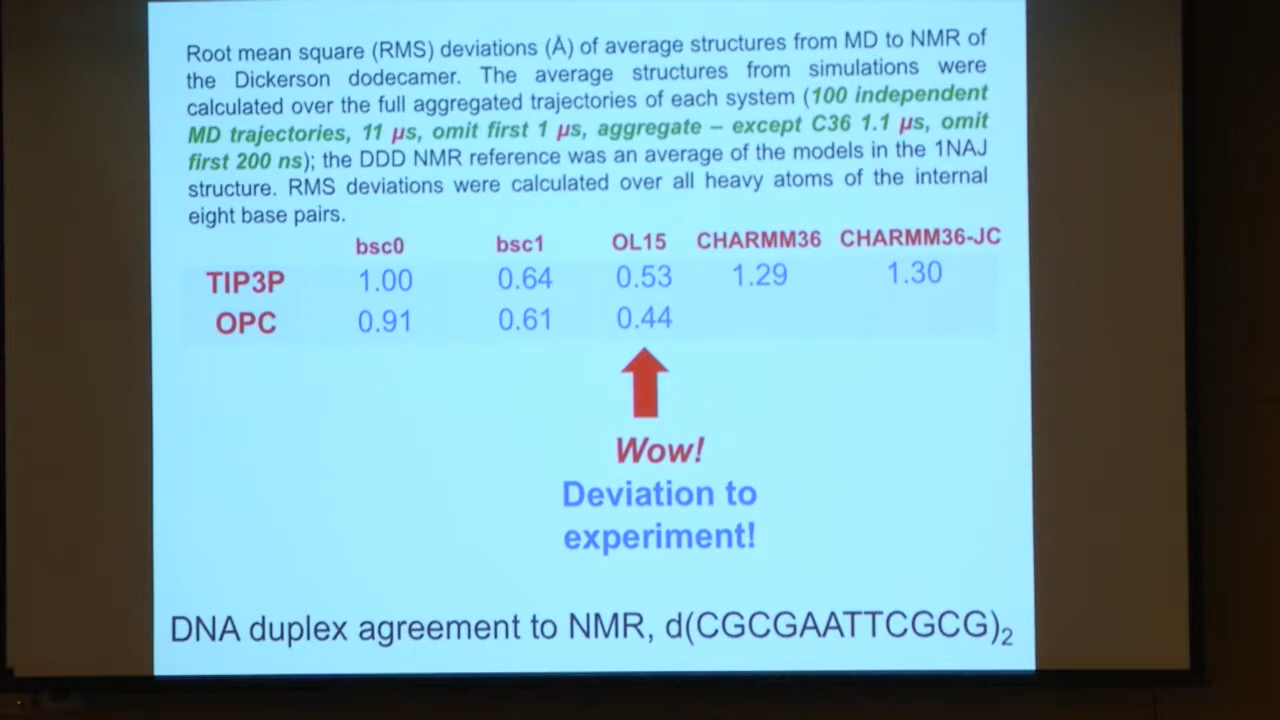 Root mean square (RMS) deviations (Å) of average structures from MD to NMR of
the Dickerson dodecamer. The average structures from simulations were
calculated over the full aggregated trajectories of each system (100 independent
MD trajectories, 11 μs, omit first 1 μs, aggregate – except C36 1.1 μs, omit
first 200 ns); the DDD NMR reference was an average of the models in the 1NAJ
structure. RMS deviations were calculated over all heavy atoms of the internal
eight base pairs.
bsc0 bsc1 OL15 CHARMM36 CHARMM36-JC
TIP3P 1.00 0.64 0.53 1.29 1.30
OPC 0.91 0.61 0.44
Wow!
Deviation to
experiment!
DNA duplex agreement to NMR, d(CGCGAATTCGCG)₂